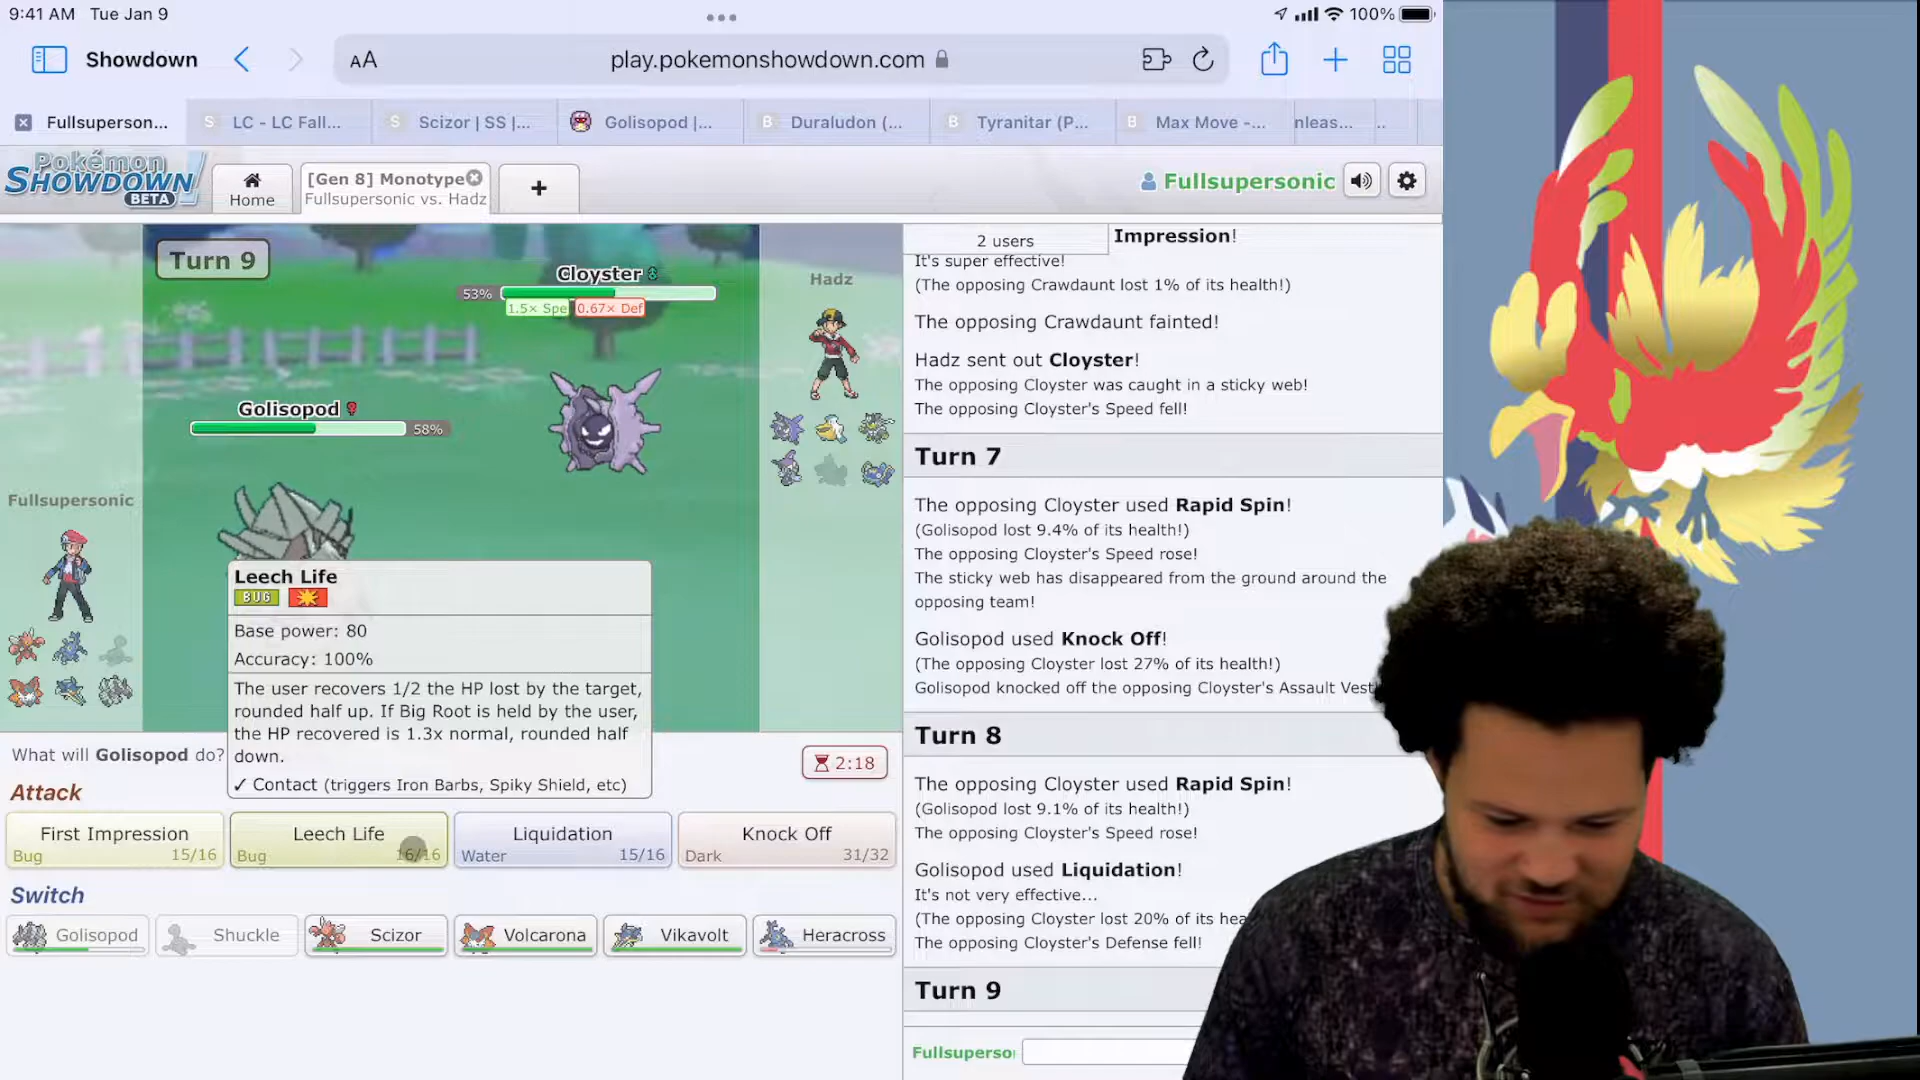 9:41 AM Tue Jan 9
100%
Showdown
AA
play.pokemonshowdown.com
Fullsuperson...
S LC - LC Fall...
S Scizor | SS |...
Golisopod |...
B Duraludon (...
B Tyranitar (P...
B Max Move -...
nleas...
..
Pokémon
SHOWDOWN
BETA
Home
[Gen 8] Monotype
Fullsupersonic vs. Hadz
+
Fullsupersonic
Turn 9
Cloyster
53%
1.5× Spe 0.67× Def
Hadz
Golisopod
58%
Fullsupersonic
Leech Life
BUG
Base power: 80
Accuracy: 100%
The user recovers 1/2 the HP lost by the target,
rounded half up. If Big Root is held by the user,
the HP recovered is 1.3x normal, rounded half
down.
✓ Contact (triggers Iron Barbs, Spiky Shield, etc)
What will Golisopod do?
2:18
Attack
First Impression
Bug 15/16
Leech Life
Bug 16/16
Liquidation
Water 15/16
Knock Off
Dark 31/32
Switch
Golisopod
Shuckle
Scizor
Volcarona
Vikavolt
Heracross
2 users
Impression!
It's super effective!
(The opposing Crawdaunt lost 1% of its health!)
The opposing Crawdaunt fainted!
Hadz sent out Cloyster!
The opposing Cloyster was caught in a sticky web!
The opposing Cloyster's Speed fell!
Turn 7
The opposing Cloyster used Rapid Spin!
(Golisopod lost 9.4% of its health!)
The opposing Cloyster's Speed rose!
The sticky web has disappeared from the ground around the
opposing team!
Golisopod used Knock Off!
(The opposing Cloyster lost 27% of its health!)
Golisopod knocked off the opposing Cloyster's Assault Vest
Turn 8
The opposing Cloyster used Rapid Spin!
(Golisopod lost 9.1% of its health!)
The opposing Cloyster's Speed rose!
Golisopod used Liquidation!
It's not very effective...
(The opposing Cloyster lost 20% of its hea
The opposing Cloyster's Defense fell!
Turn 9
Fullsuperso